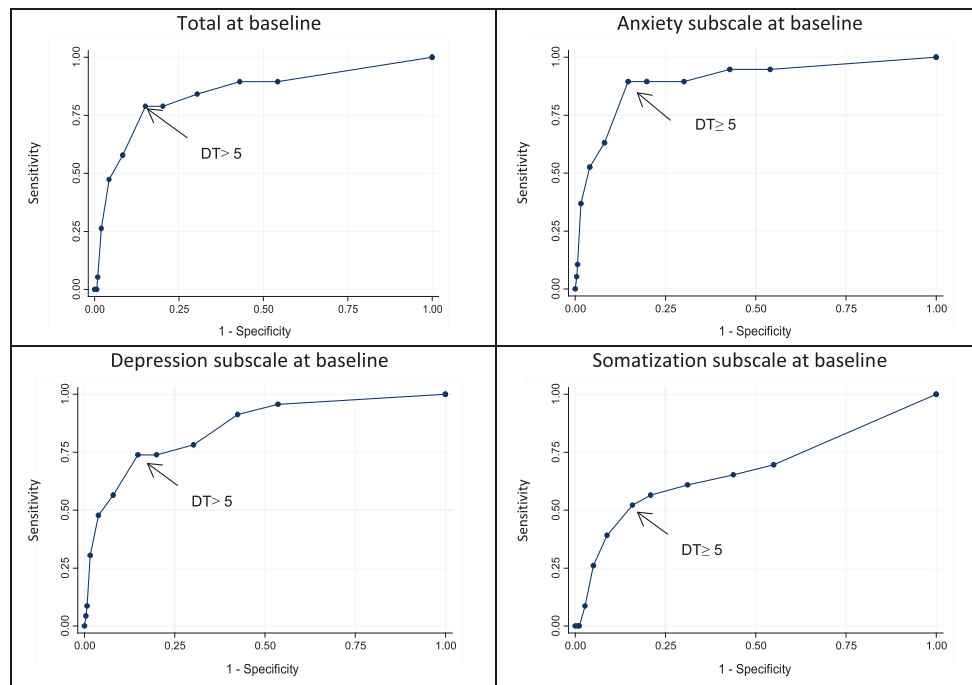 Total at baseline
1.00
0.75
0.50
0.25
0.00
Sensitivity
DT> 5
0.00 0.25 0.50 0.75 1.00
1 - Specificity
Anxiety subscale at baseline
1.00
0.75
0.50
0.25
0.00
Sensitivity
DT≥ 5
0.00 0.25 0.50 0.75 1.00
1 - Specificity
Depression subscale at baseline
1.00
0.75
0.50
0.25
0.00
Sensitivity
DT> 5
0.00 0.25 0.50 0.75 1.00
1 - Specificity
Somatization subscale at baseline
1.00
0.75
0.50
0.25
0.00
Sensitivity
DT≥ 5
0.00 0.25 0.50 0.75 1.00
1 - Specificity